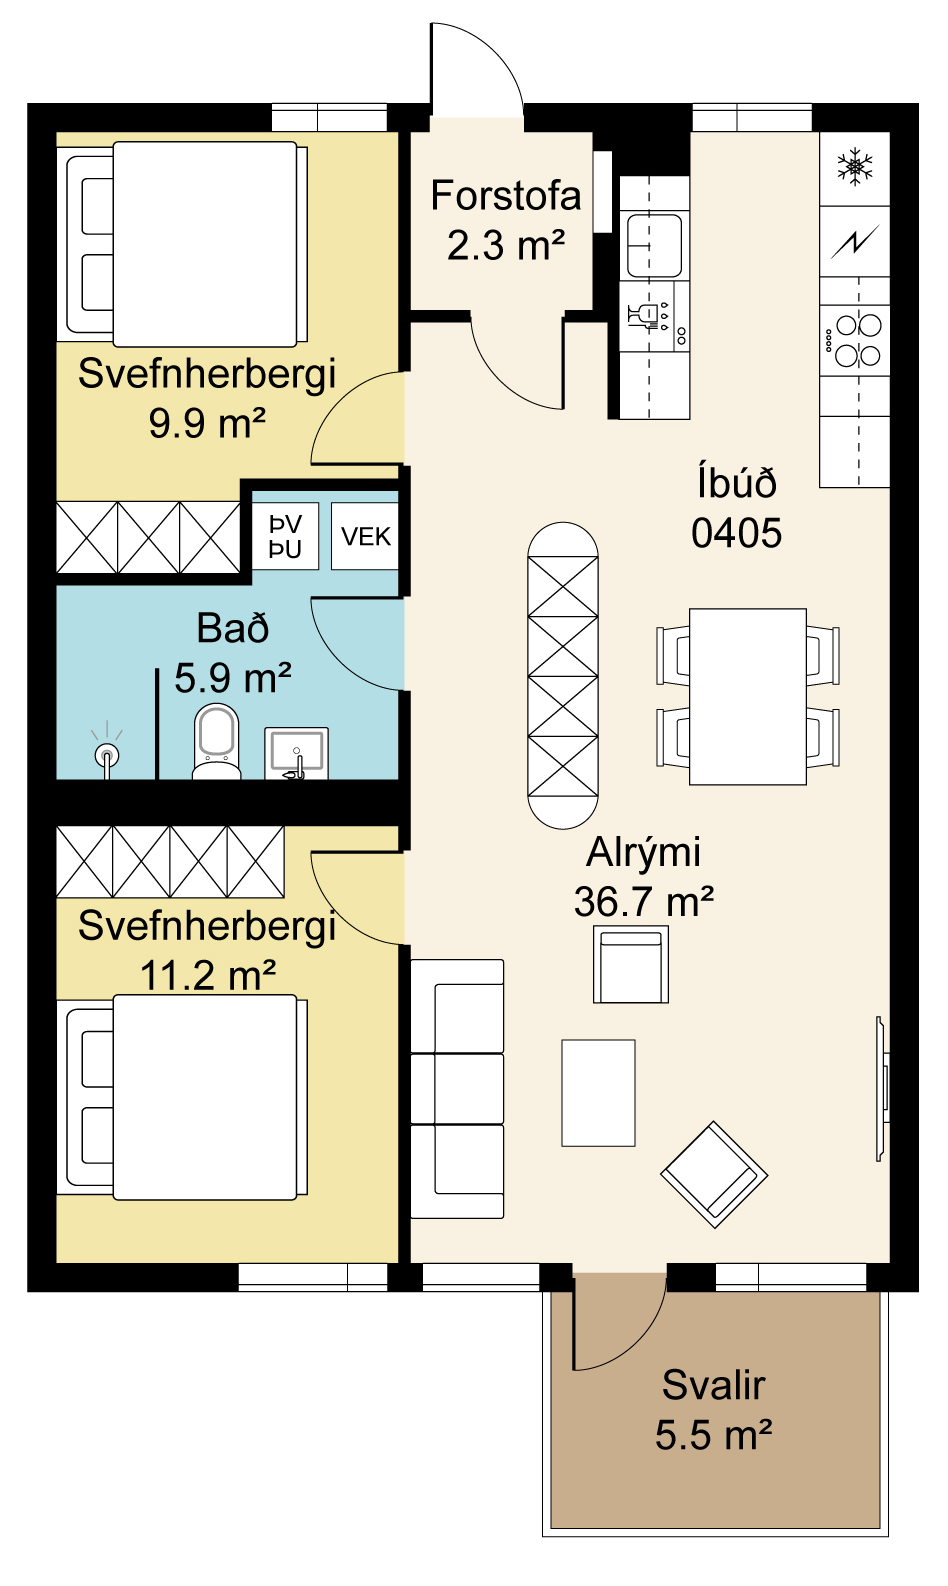 Forstofa
2.3 m²
Svefnherbergi
9.9 m²
Íbúð
0405
ÞV
ÞU
VEK
Bað
5.9 m²
Alrými
36.7 m²
Svefnherbergi
11.2 m²
Svalir
5.5 m²